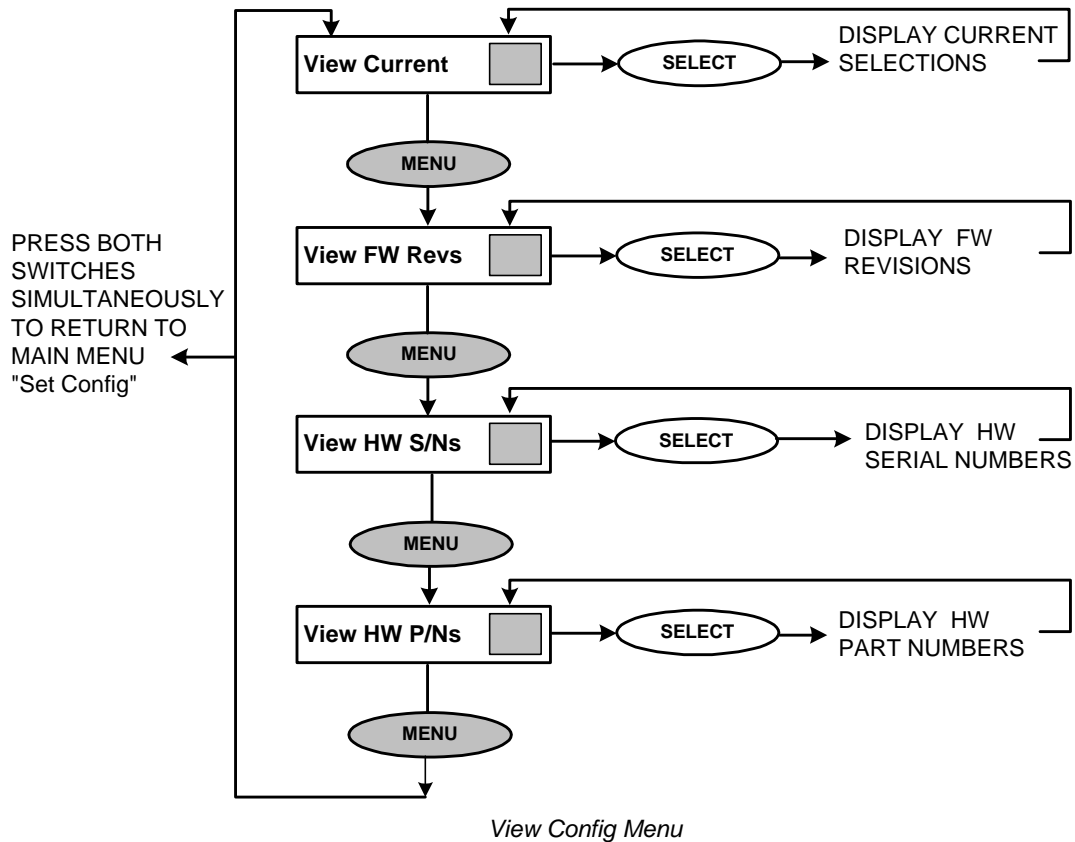 View Current
SELECT
DISPLAY CURRENT
SELECTIONS
MENU
View FW Revs
SELECT
DISPLAY FW
REVISIONS
PRESS BOTH
SWITCHES
SIMULTANEOUSLY
TO RETURN TO
MAIN MENU
"Set Config"
MENU
View HW S/Ns
SELECT
DISPLAY HW
SERIAL NUMBERS
MENU
View HW P/Ns
SELECT
DISPLAY HW
PART NUMBERS
MENU
View Config Menu